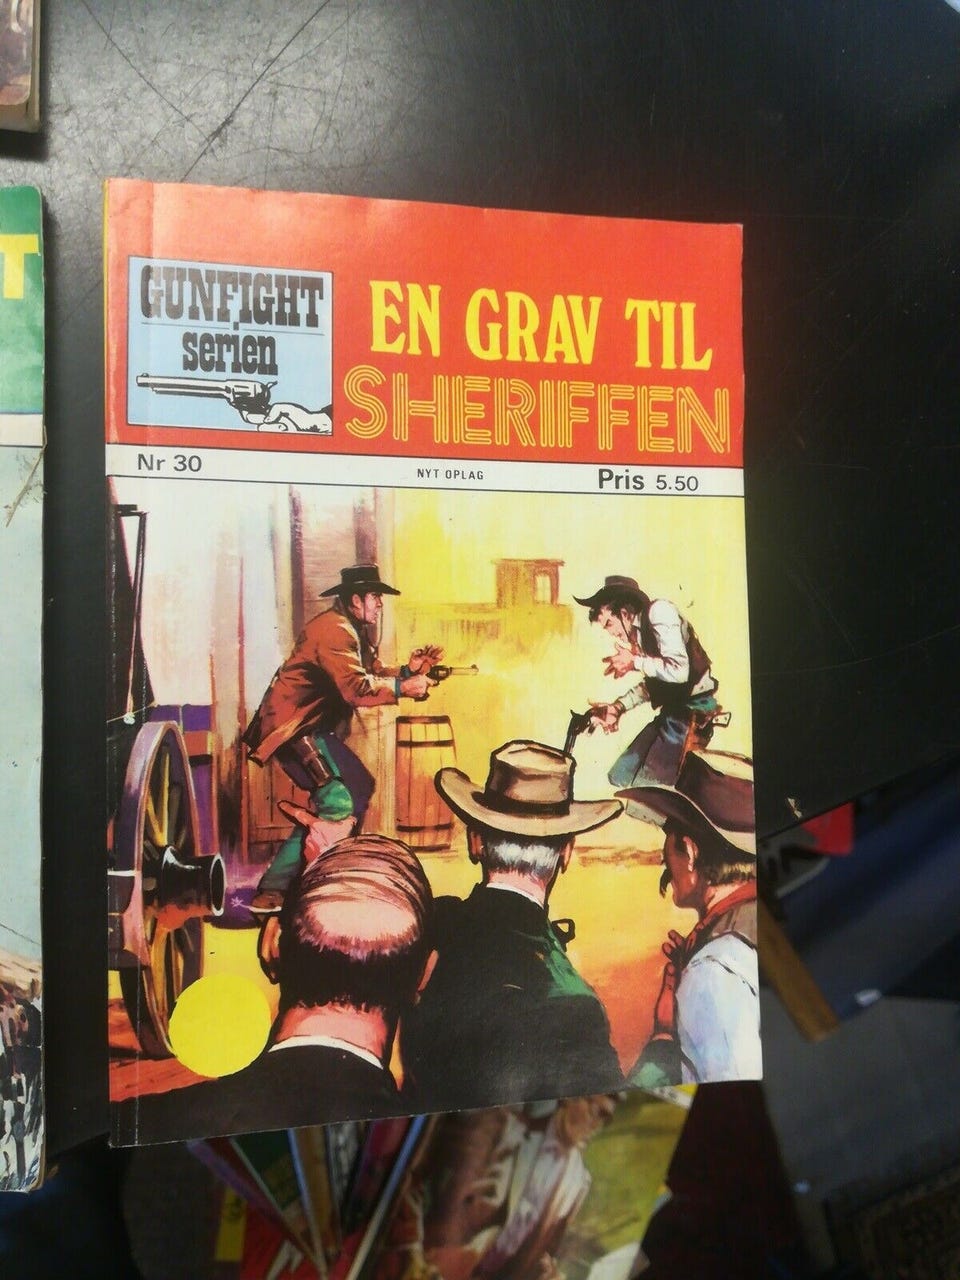 GUNFIGHT
serien
EN GRAV TIL
SHERIFFEN
Nr 30
NYT OPLAG
Pris 5.50
T